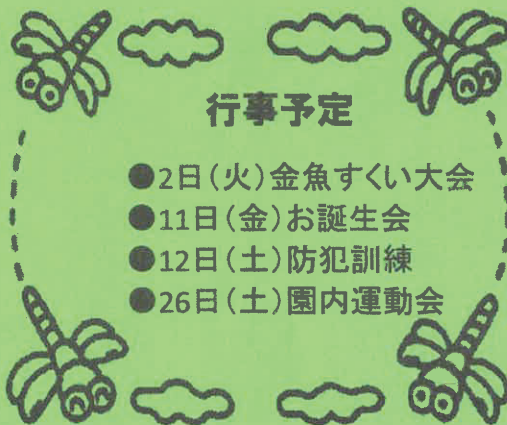 行事予定
●2日(火)金魚すくい大会
●11日(金)お誕生会
●12日(土)防犯訓練
●26日(土)園内運動会